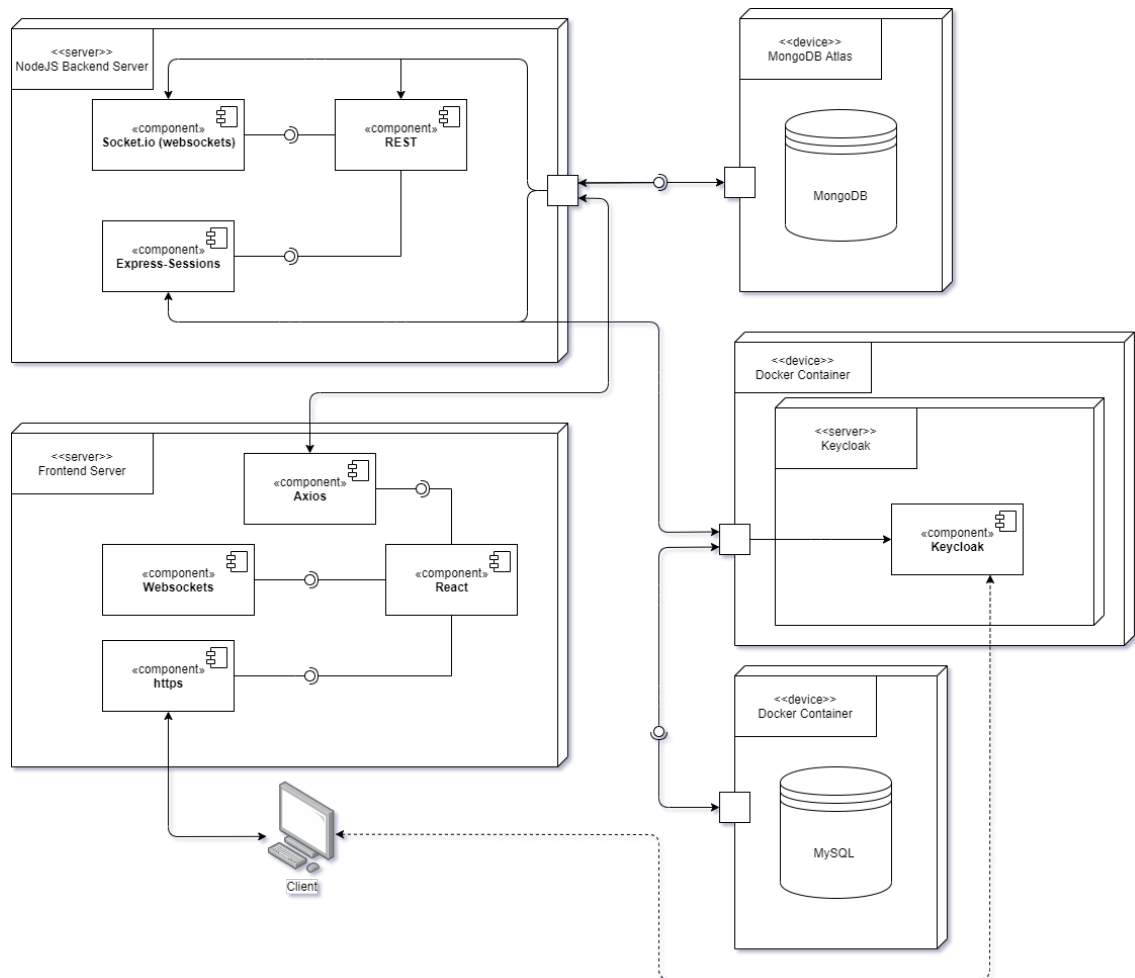 <<server>>
NodeJS Backend Server
«component»
Socket.io (websockets)
«component»
REST
«component»
Express-Sessions
<<device>>
MongoDB Atlas
MongoDB
<<device>>
Docker Container
<<server>>
Keycloak
«component»
Keycloak
<<server>>
Frontend Server
«component»
Axios
«component»
Websockets
«component»
React
«component»
https
<<device>>
Docker Container
MySQL
Client